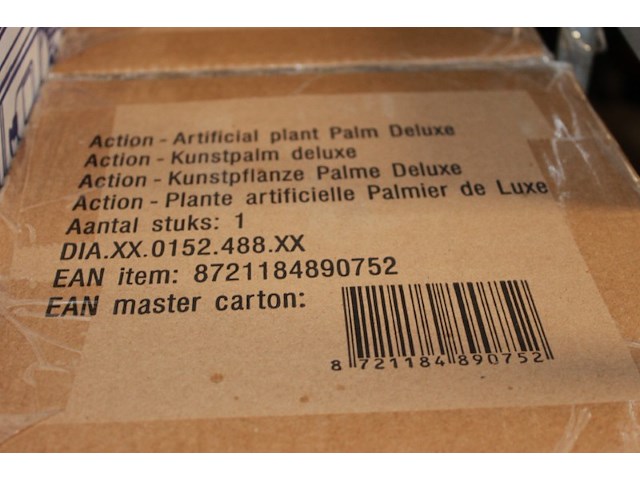 Action - Artificial plant Palm Deluxe
Action - Kunstpalm deluxe
Action - Kunstpflänze Palme Deluxe
Action - Plante artificielle Palmier de Luxe
Aantal stuks: 1
DIA.XX.0152.488.XX
EAN item: 8721184890752
EAN master carton:
8 721184 890752